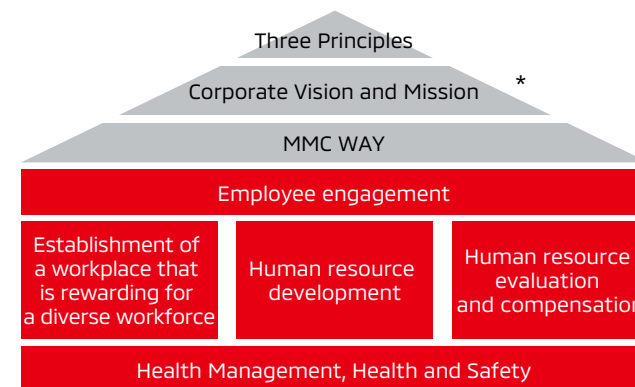 Three Principles
Corporate Vision and Mission
*
MMC WAY
Employee engagement
Establishment of
a workplace that
is rewarding for
a diverse workforce
Human resource
development
Human resource
evaluation
and compensation
Health Management, Health and Safety